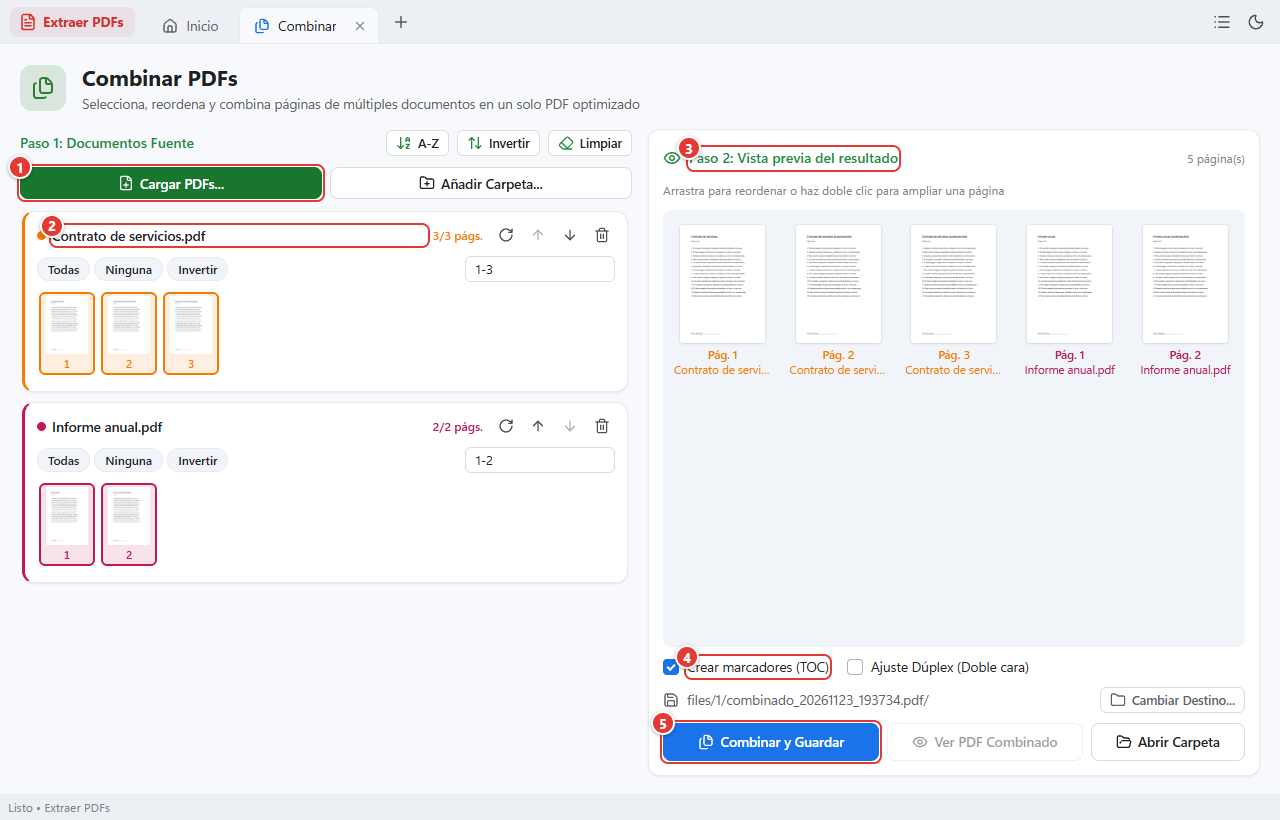 Extraer PDFs
Inicio
Combinar
Combinar PDFs
Selecciona, reordena y combina páginas de múltiples documentos en un solo PDF optimizado
Paso 1: Documentos Fuente
A-Z
Invertir
Limpiar
1
Cargar PDFs...
Añadir Carpeta...
2
Contrato de servicios.pdf
3/3 págs.
Todas
Ninguna
Invertir
1-3
1
2
3
Informe anual.pdf
2/2 págs.
Todas
Ninguna
Invertir
1-2
1
2
3
Paso 2: Vista previa del resultado
5 página(s)
Arrastra para reordenar o haz doble clic para ampliar una página
Pág. 1
Contrato de servi...
Pág. 2
Contrato de servi...
Pág. 3
Contrato de servi...
Pág. 1
Informe anual.pdf
Pág. 2
Informe anual.pdf
4
Crear marcadores (TOC)
Ajuste Dúplex (Doble cara)
files/1/combinado_20261123_193734.pdf/
Cambiar Destino...
5
Combinar y Guardar
Ver PDF Combinado
Abrir Carpeta
Listo • Extraer PDFs